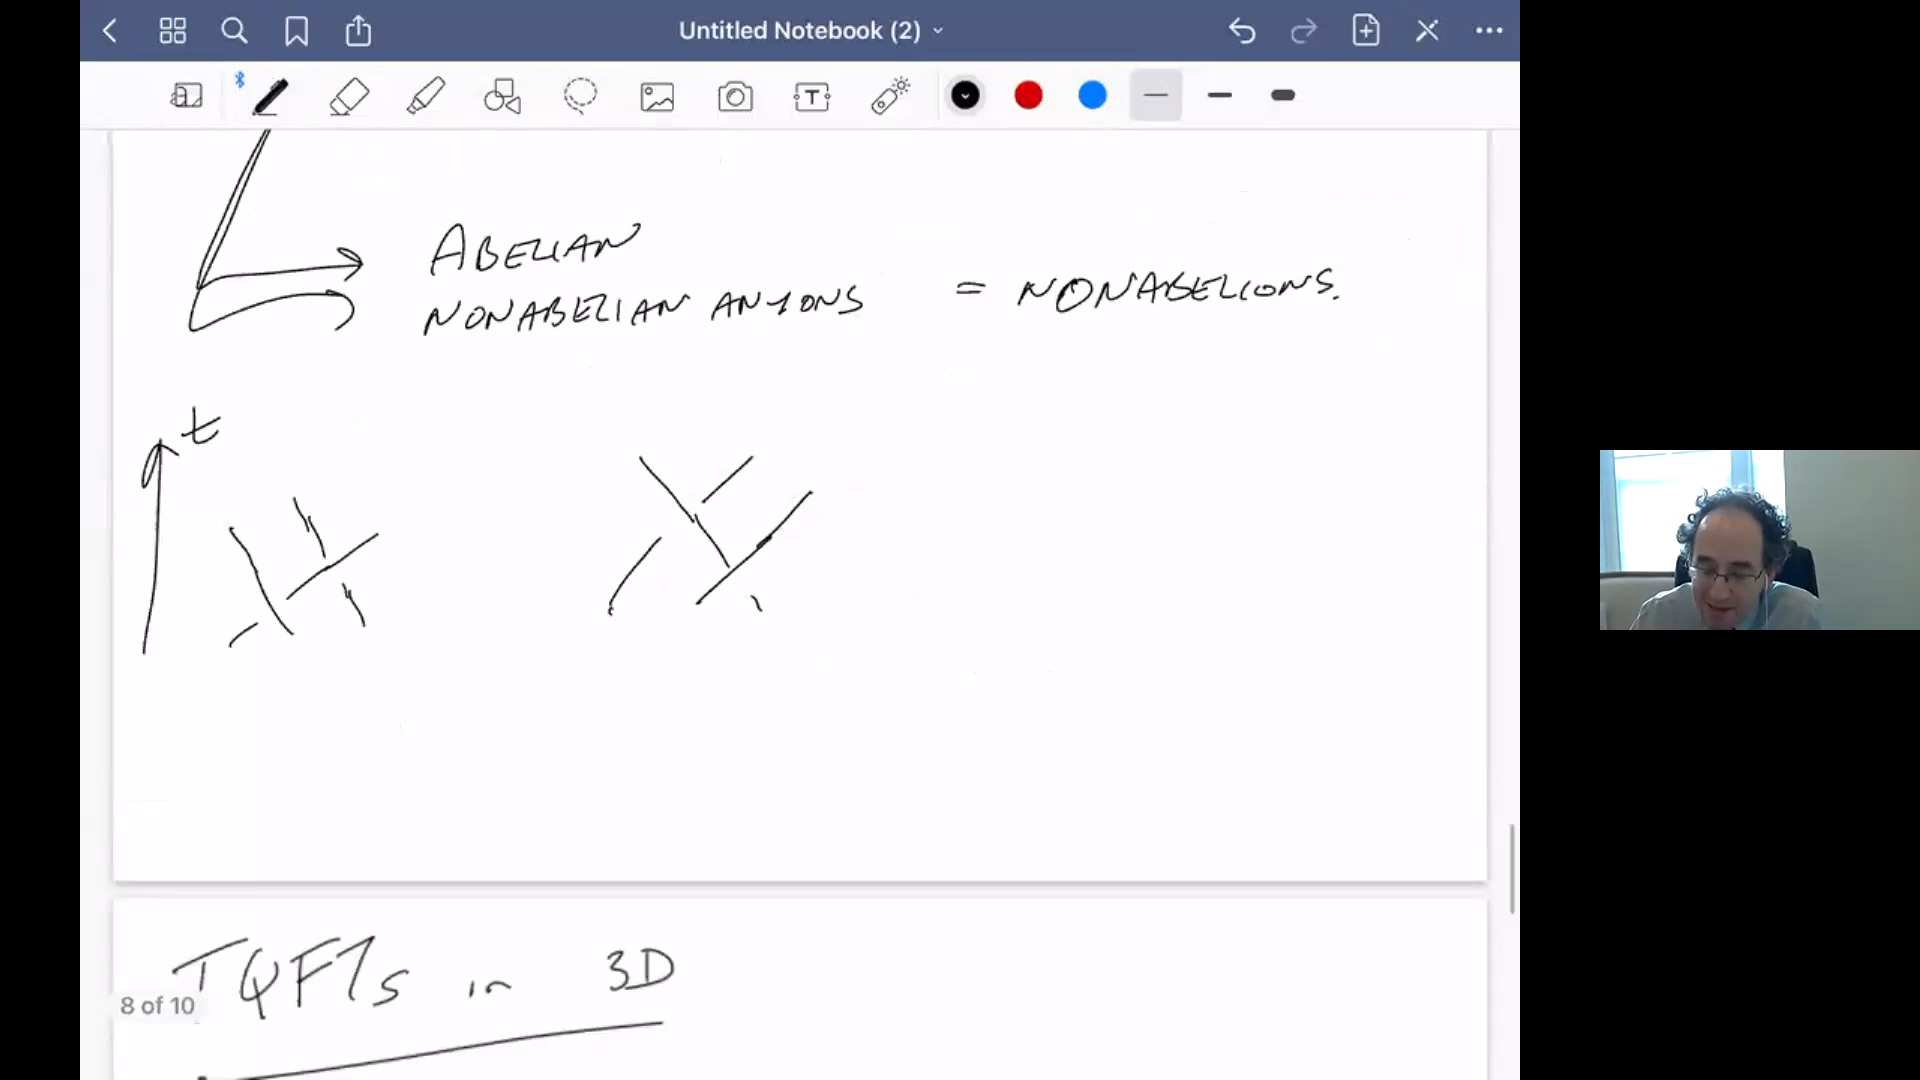 Untitled Notebook (2)
T
ABELIAN
NONABELIAN ANYONS = NONABELIONS.
t
TQFTs in 3D
8 of 10